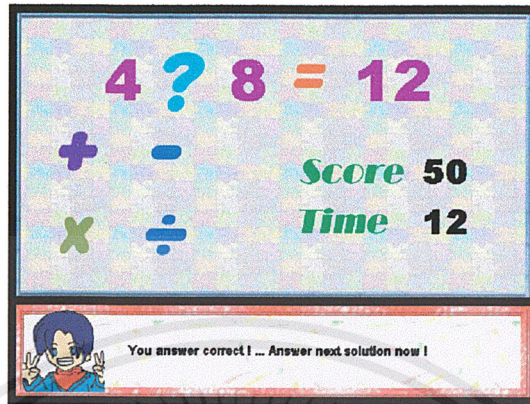 4 ? 8 = 12
+ -
Score 50
x ÷
Time 12
You answer correct ! ... Answer next solution now !